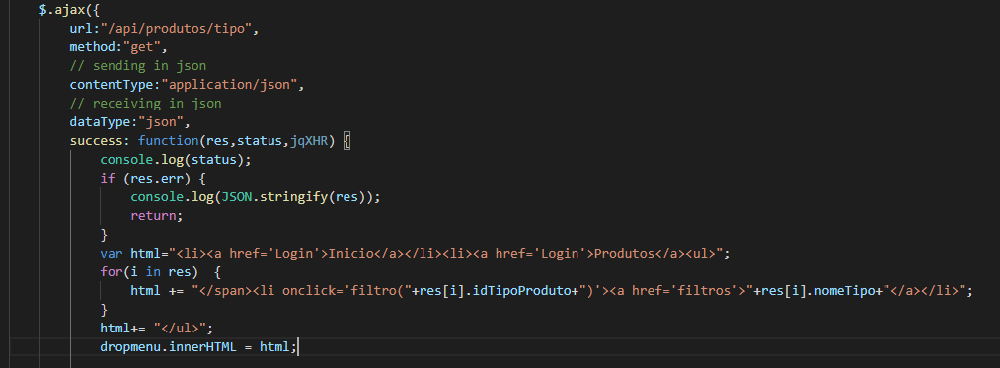 $.ajax({
url:"/api/produtos/tipo",
method:"get",
// sending in json
contentType:"application/json",
// receiving in json
dataType:"json",
success: function(res,status,jqXHR) {
console.log(status);
if (res.err) {
console.log(JSON.stringify(res));
return;
}
var html="<li><a href='Login'>Inicio</a></li><li><a href='Login'>Produtos</a><ul>";
for(i in res)  {
html += "</span><li onclick='filtro("+res[i].idTipoProduto+")'><a href='filtros'>"+res[i].nomeTipo+"</a></li>";
}
html+= "</ul>";
dropmenu.innerHTML = html;